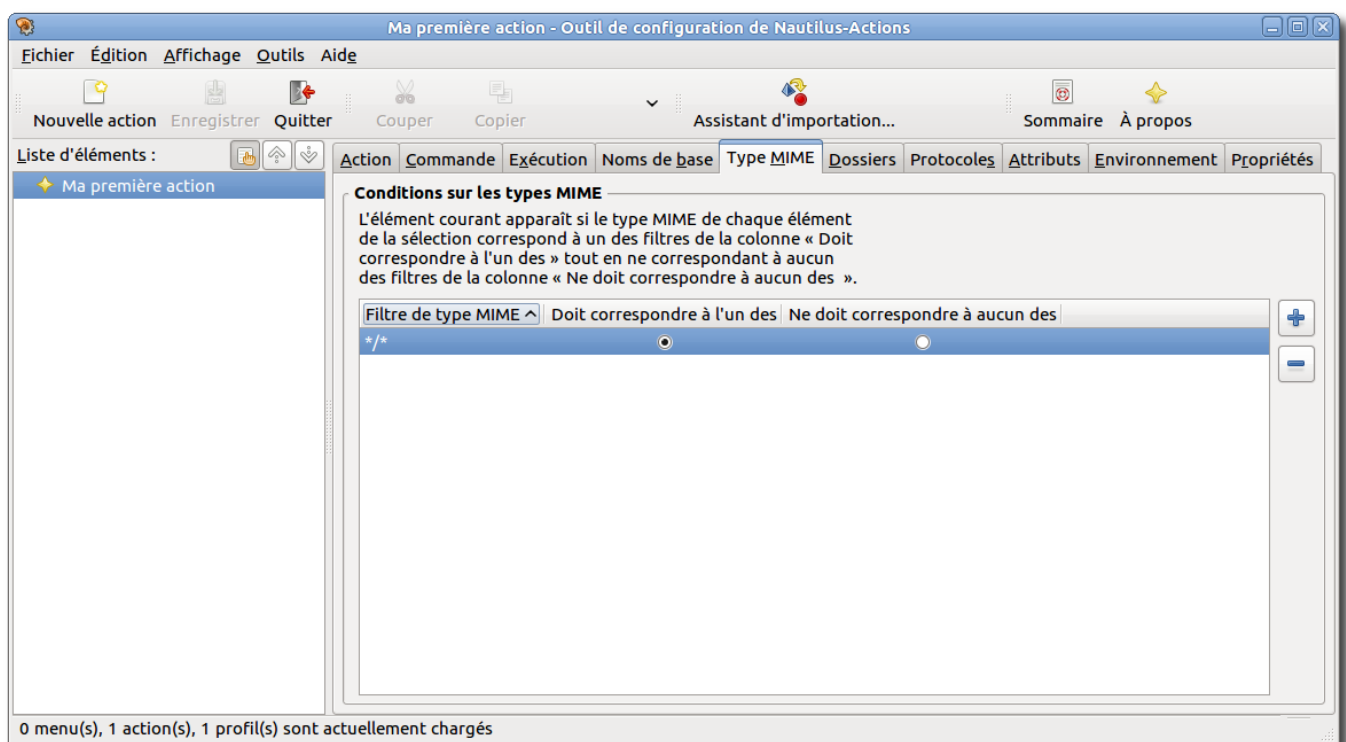 Ma première action - Outil de configuration de Nautilus-Actions
Fichier Édition Affichage Outils Aide
Nouvelle action Enregistrer Quitter Couper Copier Assistant d'importation... Sommaire À propos
Liste d'éléments :
Action Commande Exécution Noms de base Type MIME Dossiers Protocoles Attributs Environnement Propriétés
Ma première action
Conditions sur les types MIME
L'élément courant apparaît si le type MIME de chaque élément
de la sélection correspond à un des filtres de la colonne « Doit
correspondre à l'un des » tout en ne correspondant à aucun
des filtres de la colonne « Ne doit correspondre à aucun des  ».
Filtre de type MIME Doit correspondre à l'un des Ne doit correspondre à aucun des
*/*
0 menu(s), 1 action(s), 1 profil(s) sont actuellement chargés